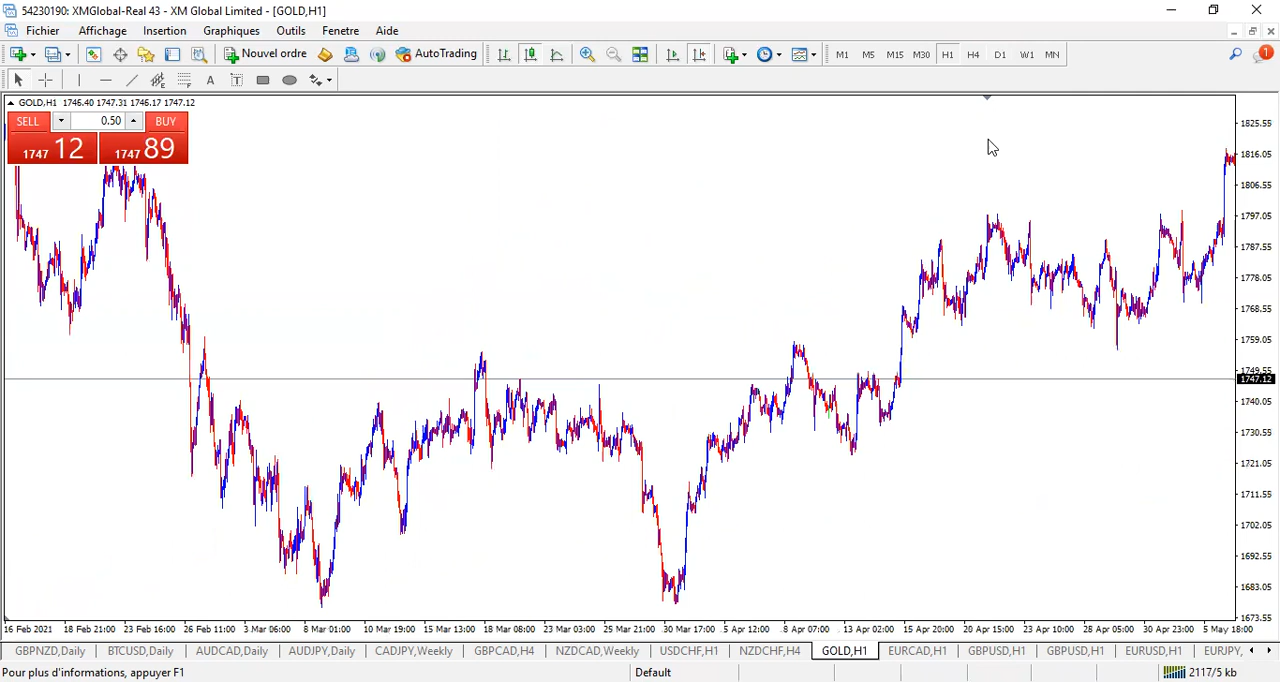 54230190: XMGlobal-Real 43 - XM Global Limited - [GOLD,H1]
Fichier Affichage Insertion Graphiques Outils Fenetre Aide
Nouvel ordre AutoTrading M1 M5 M15 M30 H1 H4 D1 W1 MN 1
A T
GOLD,H1 1746.40 1747.31 1746.17 1747.12
SELL 0.50 BUY
1747 12 1747 89
1825.55
1816.05
1806.55
1797.05
1787.55
1778.05
1768.55
1759.05
1749.55
1747.12
1740.05
1730.55
1721.05
1711.55
1702.05
1692.55
1683.05
1673.55
16 Feb 2021 18 Feb 21:00 23 Feb 16:00 26 Feb 11:00 3 Mar 06:00 8 Mar 01:00 10 Mar 19:00 15 Mar 13:00 18 Mar 08:00 23 Mar 03:00 25 Mar 21:00 30 Mar 17:00 5 Apr 12:00 8 Apr 07:00 13 Apr 02:00 15 Apr 20:00 20 Apr 15:00 23 Apr 10:00 28 Apr 05:00 30 Apr 23:00 5 May 18:00
GBPNZD,Daily BTCUSD,Daily AUDCAD,Daily AUDJPY,Daily CADJPY,Weekly GBPCAD,H4 NZDCAD,Weekly USDCHF,H1 NZDCHF,H4 GOLD,H1 EURCAD,H1 GBPUSD,H1 GBPUSD,H1 EURUSD,H1 EURJPY,
Pour plus d'informations, appuyer F1 Default 2117/5 kb